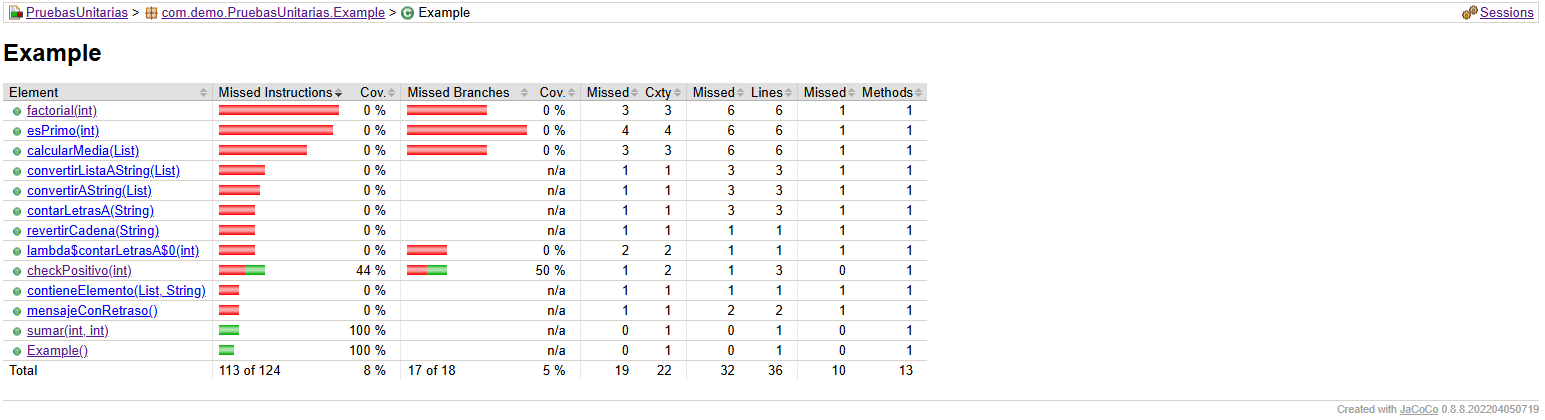 PruebasUnitarias > com.demo.PruebasUnitarias.Example > Example Sessions
Example
Element Missed Instructions Cov. Missed Branches Cov. Missed Cxty Missed Lines Missed Methods
factorial(int) 0 % 0 % 3 3 6 6 1 1
esPrimo(int) 0 % 0 % 4 4 6 6 1 1
calcularMedia(List) 0 % 0 % 3 3 6 6 1 1
convertirListaAString(List) 0 % n/a 1 1 3 3 1 1
convertirAString(List) 0 % n/a 1 1 3 3 1 1
contarLetrasA(String) 0 % n/a 1 1 3 3 1 1
revertirCadena(String) 0 % n/a 1 1 1 1 1 1
lambda$contarLetrasA$0(int) 0 % 0 % 2 2 1 1 1 1
checkPositivo(int) 44 % 50 % 1 2 1 3 0 1
contieneElemento(List, String) 0 % n/a 1 1 1 1 1 1
mensajeConRetraso() 0 % n/a 1 1 2 2 1 1
sumar(int, int) 100 % n/a 0 1 0 1 0 1
Example() 100 % n/a 0 1 0 1 0 1
Total 113 of 124 8 % 17 of 18 5 % 19 22 32 36 10 13
Created with JaCoCo 0.8.8.202204050719